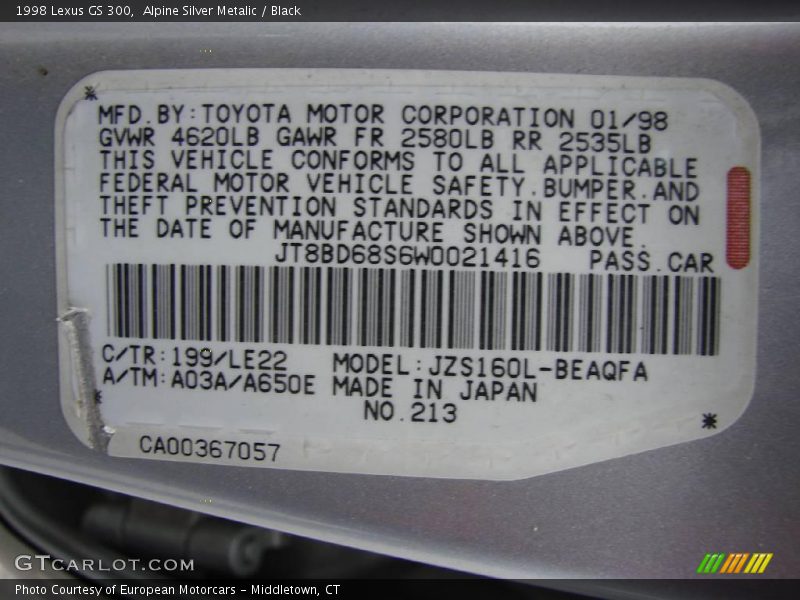 1998 Lexus GS 300, Alpine Silver Metalic / Black
MFD.BY:TOYOTA MOTOR CORPORATION 01/98
GVWR 4620LB GAWR FR 2580LB RR 2535LB
THIS VEHICLE CONFORMS TO ALL APPLICABLE
FEDERAL MOTOR VEHICLE SAFETY.BUMPER.AND
THEFT PREVENTION STANDARDS IN EFFECT ON
THE DATE OF MANUFACTURE SHOWN ABOVE.
JT8BD68S6W0021416 PASS.CAR
C/TR:199/LE22 MODEL:JZS160L-BEAQFA
A/TM:A03A/A650E MADE IN JAPAN
NO.213
CA00367057
GTCARLOT.COM
Photo Courtesy of European Motorcars - Middletown, CT